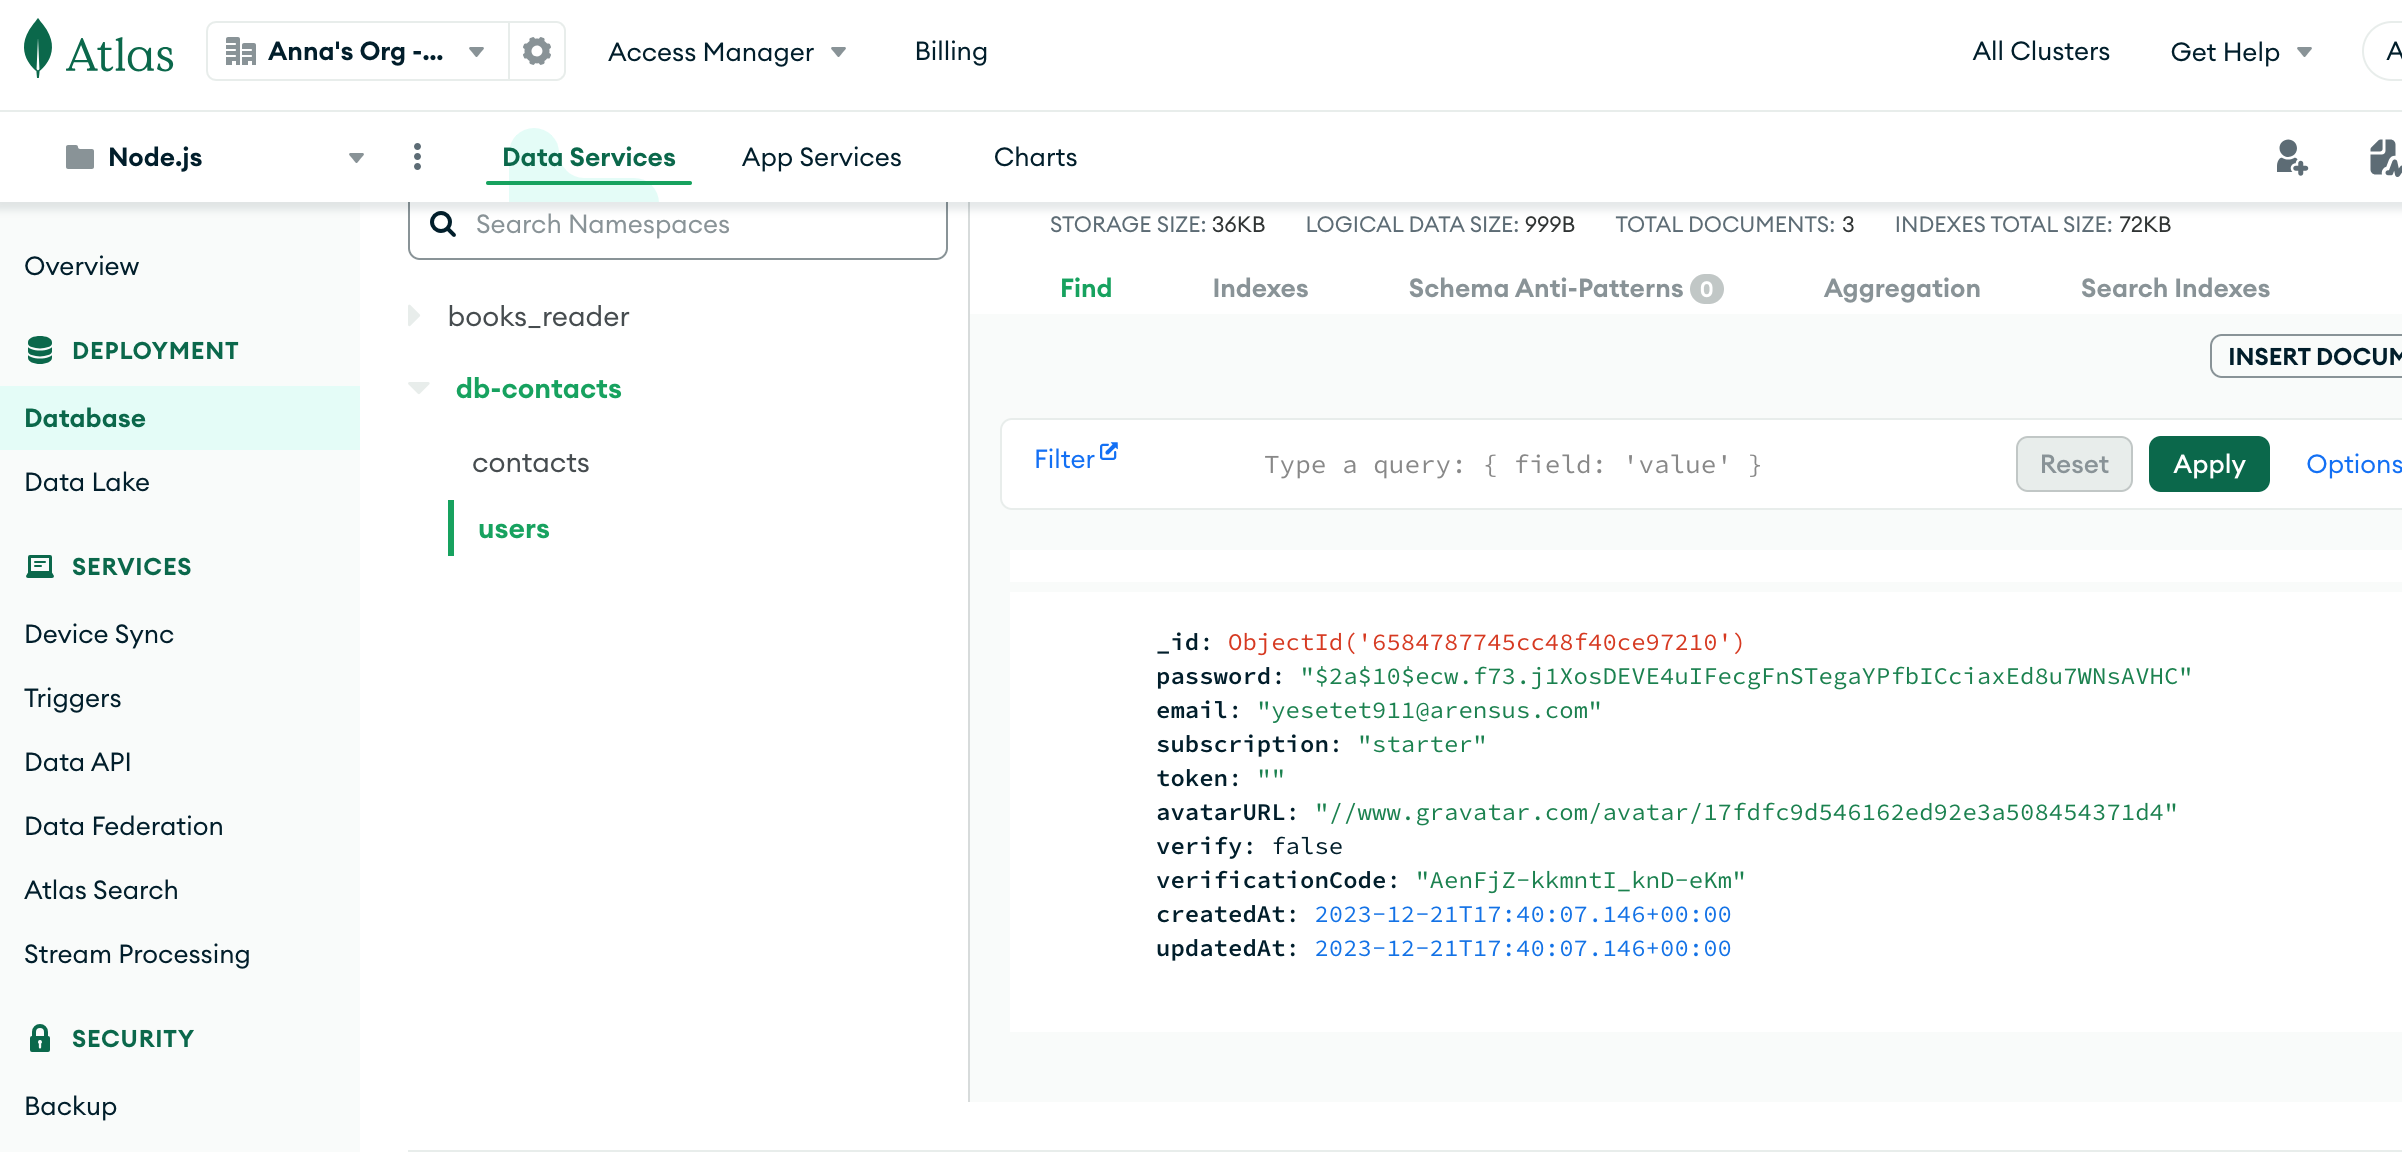 Atlas
Anna's Org -...
Access Manager
Billing
All Clusters
Get Help
A
Node.js
Data Services
App Services
Charts
Overview
DEPLOYMENT
Database
Data Lake
SERVICES
Device Sync
Triggers
Data API
Data Federation
Atlas Search
Stream Processing
SECURITY
Backup
Search Namespaces
books_reader
db-contacts
contacts
users
STORAGE SIZE: 36KB LOGICAL DATA SIZE: 999B TOTAL DOCUMENTS: 3 INDEXES TOTAL SIZE: 72KB
Find Indexes Schema Anti-Patterns 0 Aggregation Search Indexes
INSERT DOCUM
Filter Type a query: { field: 'value' } Reset Apply Options
_id: ObjectId('6584787745cc48f40ce97210')
password: "$2a$10$ecw.f73.j1XosDEVE4uIFecgFnSTegaYPfbICciaxEd8u7WNsAVHC"
email: "yesetet911@arensus.com"
subscription: "starter"
token: ""
avatarURL: "//www.gravatar.com/avatar/17fdfc9d546162ed92e3a508454371d4"
verify: false
verificationCode: "AenFjZ-kkmntI_knD-eKm"
createdAt: 2023-12-21T17:40:07.146+00:00
updatedAt: 2023-12-21T17:40:07.146+00:00